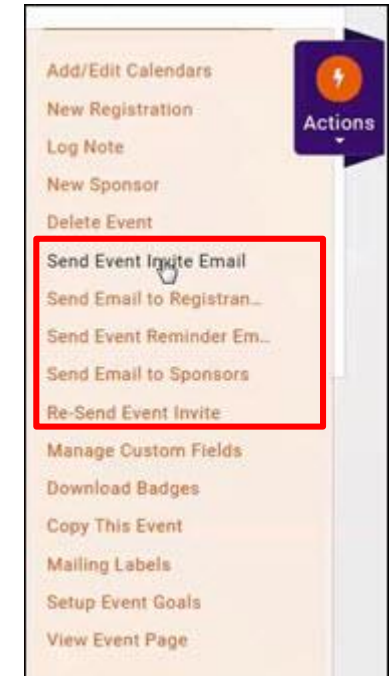 Add/Edit Calendars
New Registration
Actions
Log Note
New Sponsor
Delete Event
Send Event Invite Email
Send Email to Registran...
Send Event Reminder Em...
Send Email to Sponsors
Re-Send Event Invite
Manage Custom Fields
Download Badges
Copy This Event
Mailing Labels
Setup Event Goals
View Event Page